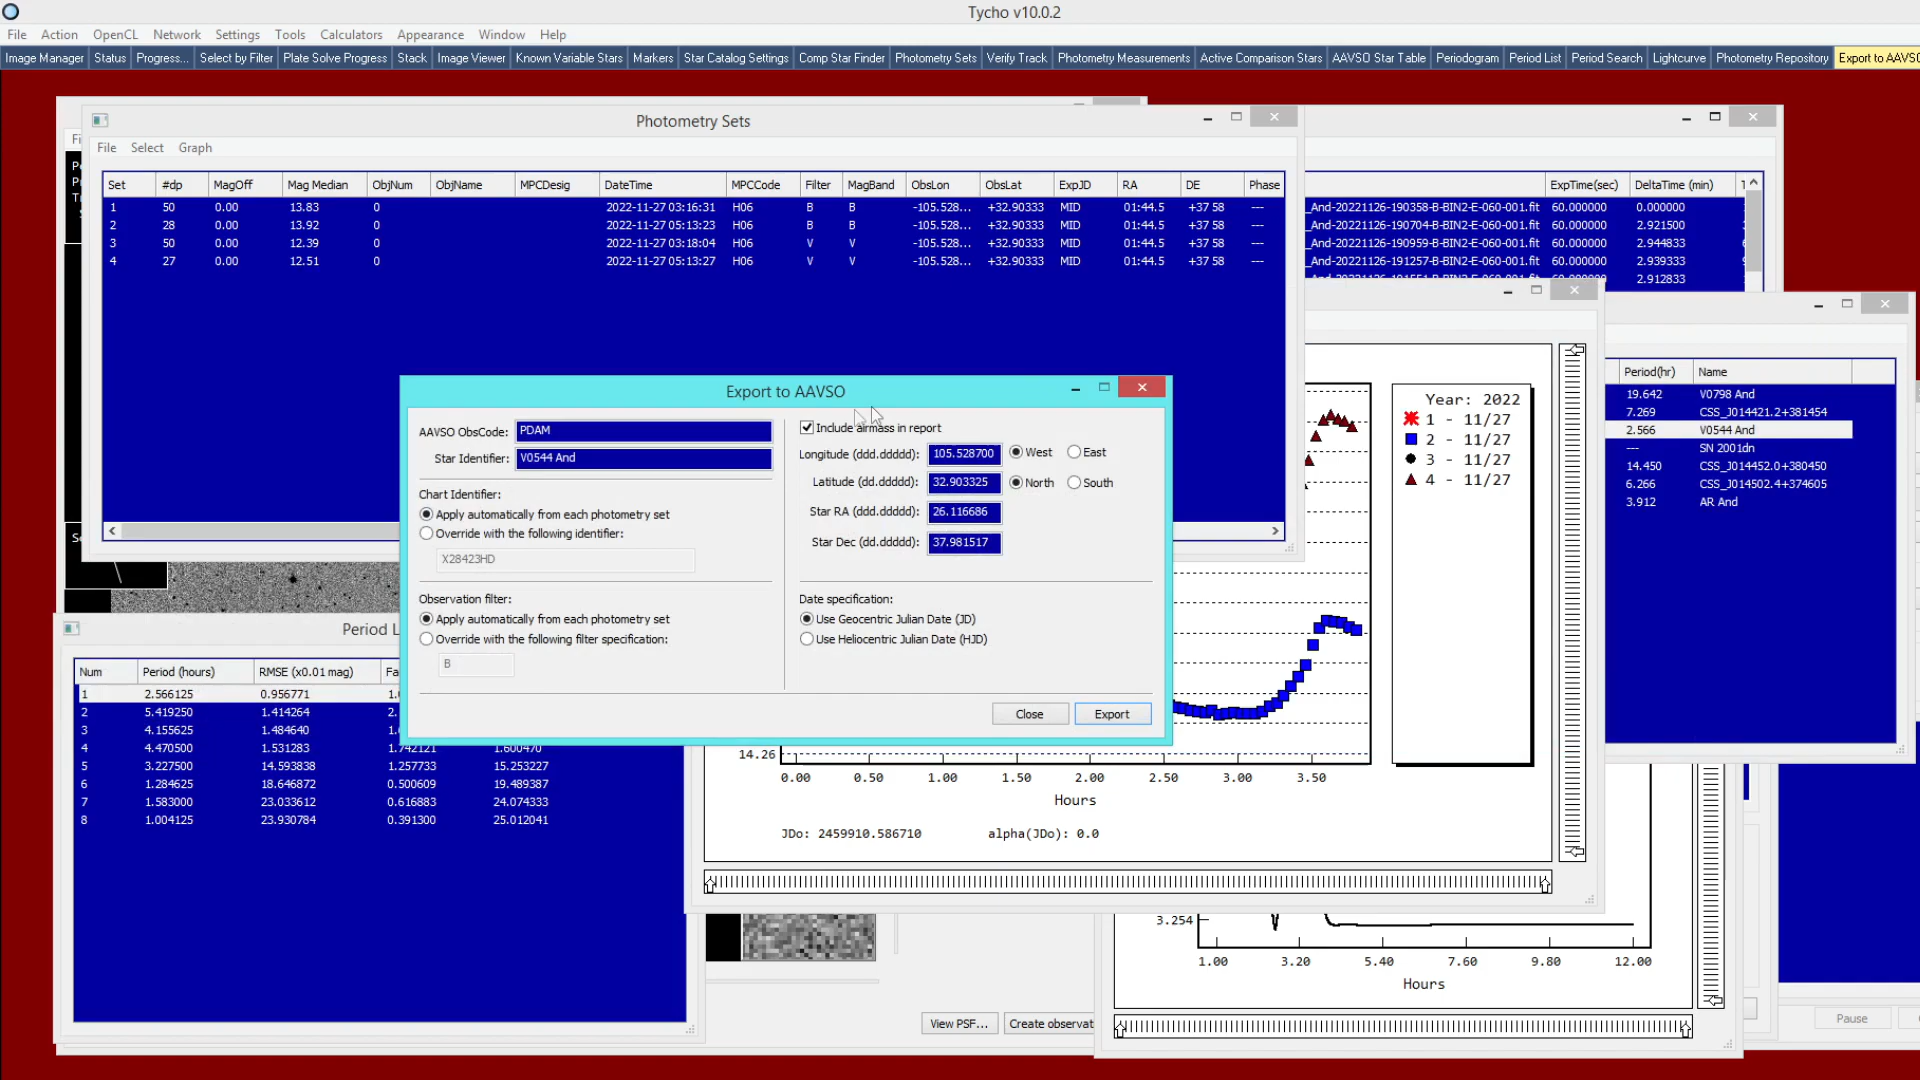 Tycho v10.0.2
File Action OpenCL Network Settings Tools Calculators Appearance Window Help
Image Manager Status Progress... Select by Filter Plate Solve Progress Stack Image Viewer Known Variable Stars Markers Star Catalog Settings Comp Star Finder Photometry Sets Verify Track Photometry Measurements Active Comparison Stars AAVSO Star Table Periodogram Period List Period Search Lightcurve Photometry Repository Export to AAVSO
Photometry Sets
File Select Graph
Set #dp MagOff Mag Median ObjNum ObjName MPCDesig DateTime MPCCode Filter MagBand ObsLon ObsLat ExpJD RA DE Phase
1 50 0.00 13.83 0 2022-11-27 03:16:31 H06 B B -105.528... +32.90333 MID 01:44.5 +37 58 ---
2 28 0.00 13.92 0 2022-11-27 05:13:23 H06 B B -105.528... +32.90333 MID 01:44.5 +37 58 ---
3 50 0.00 12.39 0 2022-11-27 03:18:04 H06 V V -105.528... +32.90333 MID 01:44.5 +37 58 ---
4 27 0.00 12.51 0 2022-11-27 05:13:27 H06 V V -105.528... +32.90333 MID 01:44.5 +37 58 ---
ExpTime(sec) DeltaTime (min)
_And-20221126-190358-B-BIN2-E-060-001.fit 60.000000 0.000000
_And-20221126-190704-B-BIN2-E-060-001.fit 60.000000 2.921500
_And-20221126-190959-B-BIN2-E-060-001.fit 60.000000 2.944833
_And-20221126-191257-B-BIN2-E-060-001.fit 60.000000 2.939333
_And-20221126-191551-B-BIN2-E-060-001.fit 60.000000 2.912833
Export to AAVSO
AAVSO ObsCode: PDAM
Star Identifier: V0544 And
Chart Identifier:
Apply automatically from each photometry set
Override with the following identifier:
X28423HD
Observation filter:
Apply automatically from each photometry set
Override with the following filter specification:
B
Include airmass in report
Longitude (ddd.ddddd): 105.528700 West East
Latitude (dd.ddddd): 32.903325 North South
Star RA (ddd.ddddd): 26.116686
Star Dec (dd.ddddd): 37.981517
Date specification:
Use Geocentric Julian Date (JD)
Use Heliocentric Julian Date (HJD)
Close Export
Year: 2022
1 - 11/27
2 - 11/27
3 - 11/27
4 - 11/27
Period(hr) Name
19.642 V0798 And
7.269 CSS_J014421.2+381454
2.566 V0544 And
--- SN 2001dn
14.450 CSS_J014452.0+380450
6.266 CSS_J014502.4+374605
3.912 AR And
Period L
Num Period (hours) RMSE (x0.01 mag) Fa
1 2.566125 0.956771 1.
2 5.419250 1.414264 2.
3 4.155625 1.484640 1.
4 4.470500 1.531283 1.742121 1.600470
5 3.227500 14.593838 1.257733 15.253227
6 1.284625 18.646872 0.500609 19.489387
7 1.583000 23.033612 0.616883 24.074333
8 1.004125 23.930784 0.391300 25.012041
14.26
0.00 0.50 1.00 1.50 2.00 2.50 3.00 3.50
Hours
JDo: 2459910.586710 alpha(JDo): 0.0
3.254
1.00 3.20 5.40 7.60 9.80 12.00
Hours
View PSF... Create observat
Pause